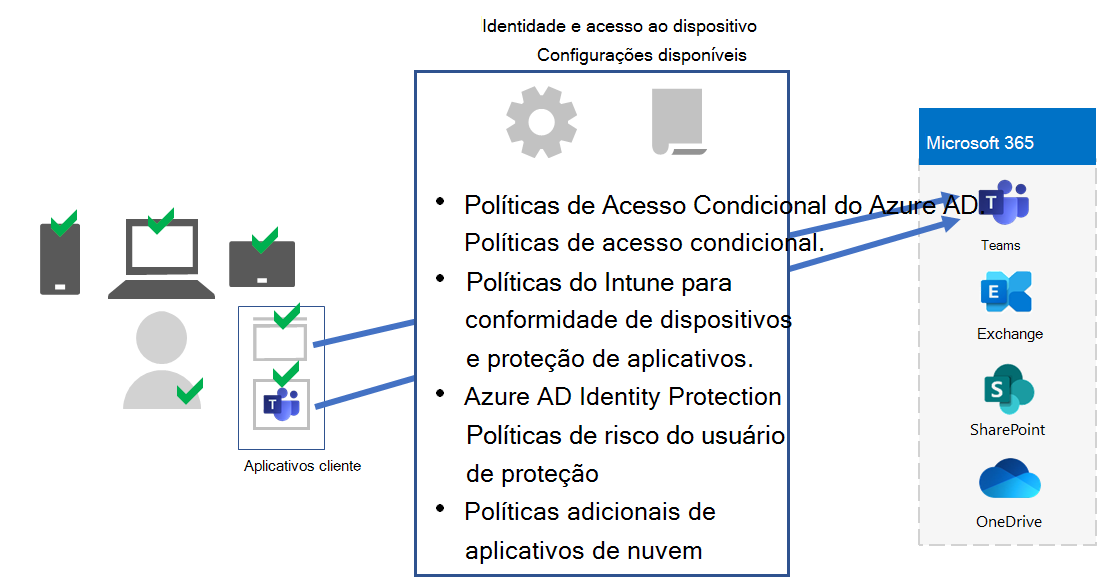 Identidade e acesso ao dispositivo
Configurações disponíveis
Microsoft 365
• Políticas de Acesso Condicional do Azure AD.
Políticas de acesso condicional.
• Políticas do Intune para
conformidade de dispositivos
e proteção de aplicativos.
• Azure AD Identity Protection
Políticas de risco do usuário
de proteção
• Políticas adicionais de
aplicativos de nuvem
T
Aplicativos cliente
T
Teams
E
Exchange
S
SharePoint
OneDrive